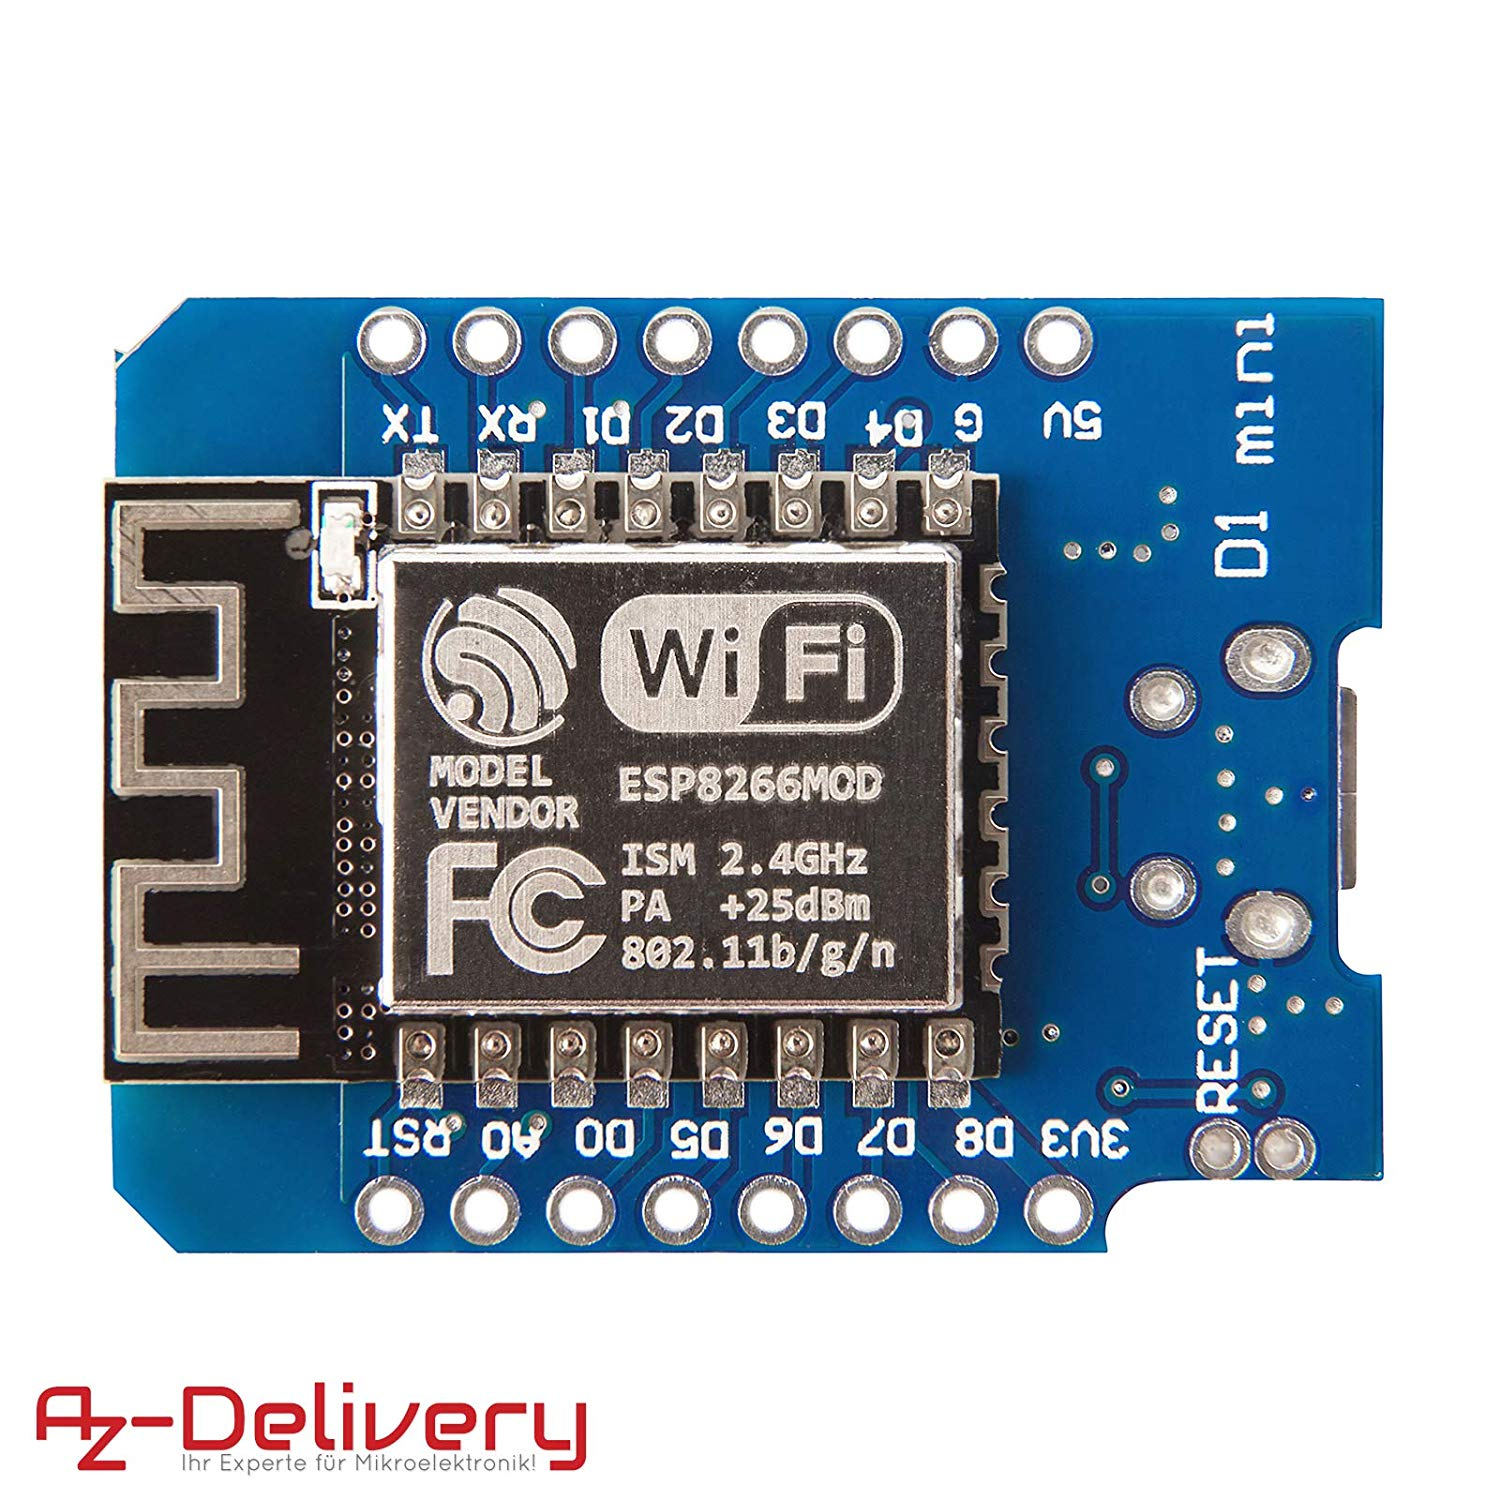 TX RX D1 D2 D3 D4 G 5V
D1 mini
WiFi
MODEL
VENDOR
ESP8266MOD
FC
ISM 2.4GHz
PA +25dBm
802.11b/g/n
RESET
RST A0 D0 D5 D6 D7 D8 3V3
AZ-Delivery
Ihr Experte für Mikroelektronik!